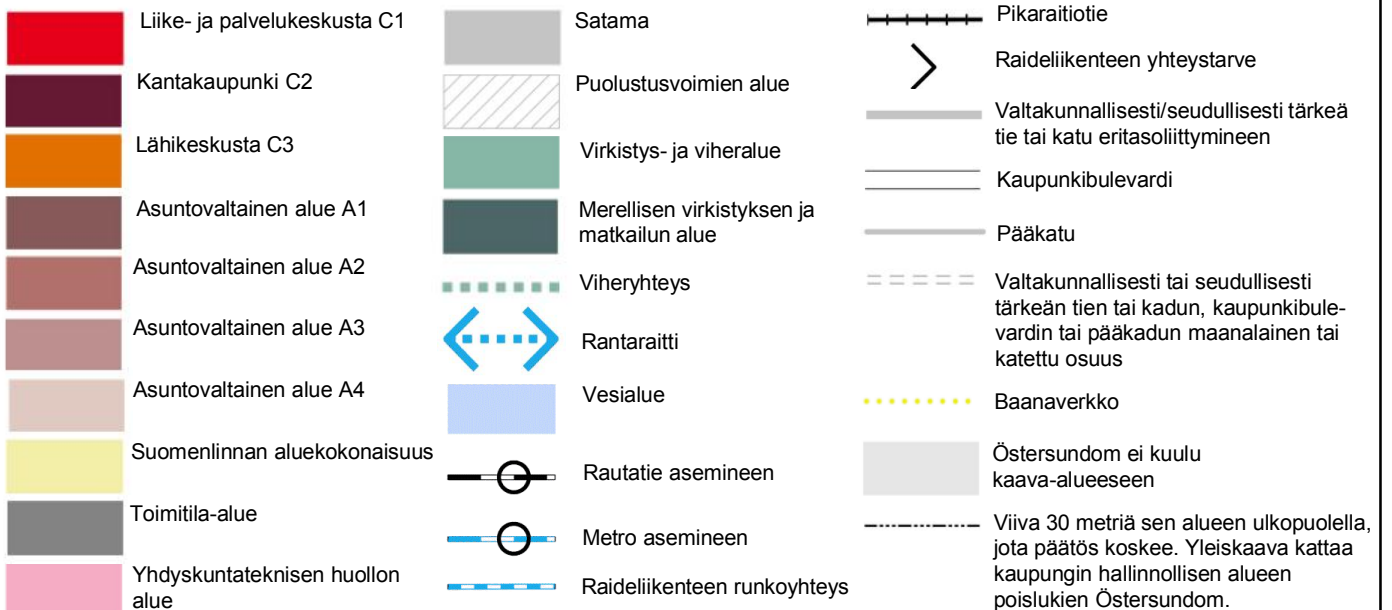 Liike- ja palvelukeskusta C1
Kantakaupunki C2
Lähikeskusta C3
Asuntovaltainen alue A1
Asuntovaltainen alue A2
Asuntovaltainen alue A3
Asuntovaltainen alue A4
Suomenlinnan aluekokonaisuus
Toimitila-alue
Yhdyskuntateknisen huollon
alue
Satama
Puolustusvoimien alue
Virkistys- ja viheralue
Merellisen virkistyksen ja
matkailun alue
Viheryhteys
Rantaraitti
Vesialue
Rautatie asemineen
Metro asemineen
Raideliikenteen runkoyhteys
Pikaraitiotie
Raideliikenteen yhteystarve
Valtakunnallisesti/seudullisesti tärkeä
tie tai katu eritasoliittymineen
Kaupunkibulevardi
Pääkatu
Valtakunnallisesti tai seudullisesti
tärkeän tien tai kadun, kaupunkibule-
vardin tai pääkadun maanalainen tai
katettu osuus
Baanaverkko
Östersundom ei kuulu
kaava-alueeseen
Viiva 30 metriä sen alueen ulkopuolella,
jota päätös koskee. Yleiskaava kattaa
kaupungin hallinnollisen alueen
poislukien Östersundom.